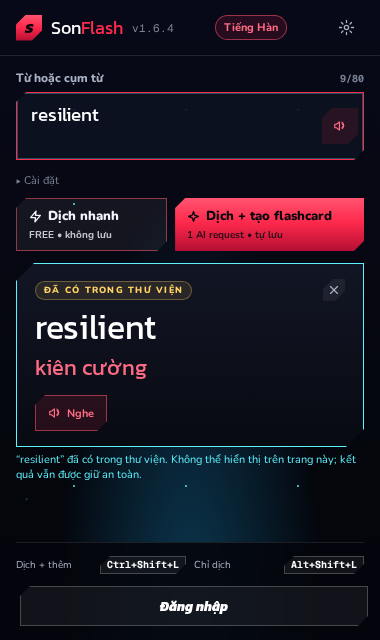 S SonFlash v1.6.4 Tiếng Hàn
Từ hoặc cụm từ 9/80
resilient
▸ Cài đặt
Dịch nhanh
FREE • không lưu
Dịch + tạo flashcard
1 AI request • tự lưu
ĐÃ CÓ TRONG THƯ VIỆN
resilient
kiên cường
Nghe
“resilient” đã có trong thư viện. Không thể hiển thị trên trang này; kết
quả vẫn được giữ an toàn.
Dịch + thêm Ctrl+Shift+L Chỉ dịch Alt+Shift+L
Đăng nhập